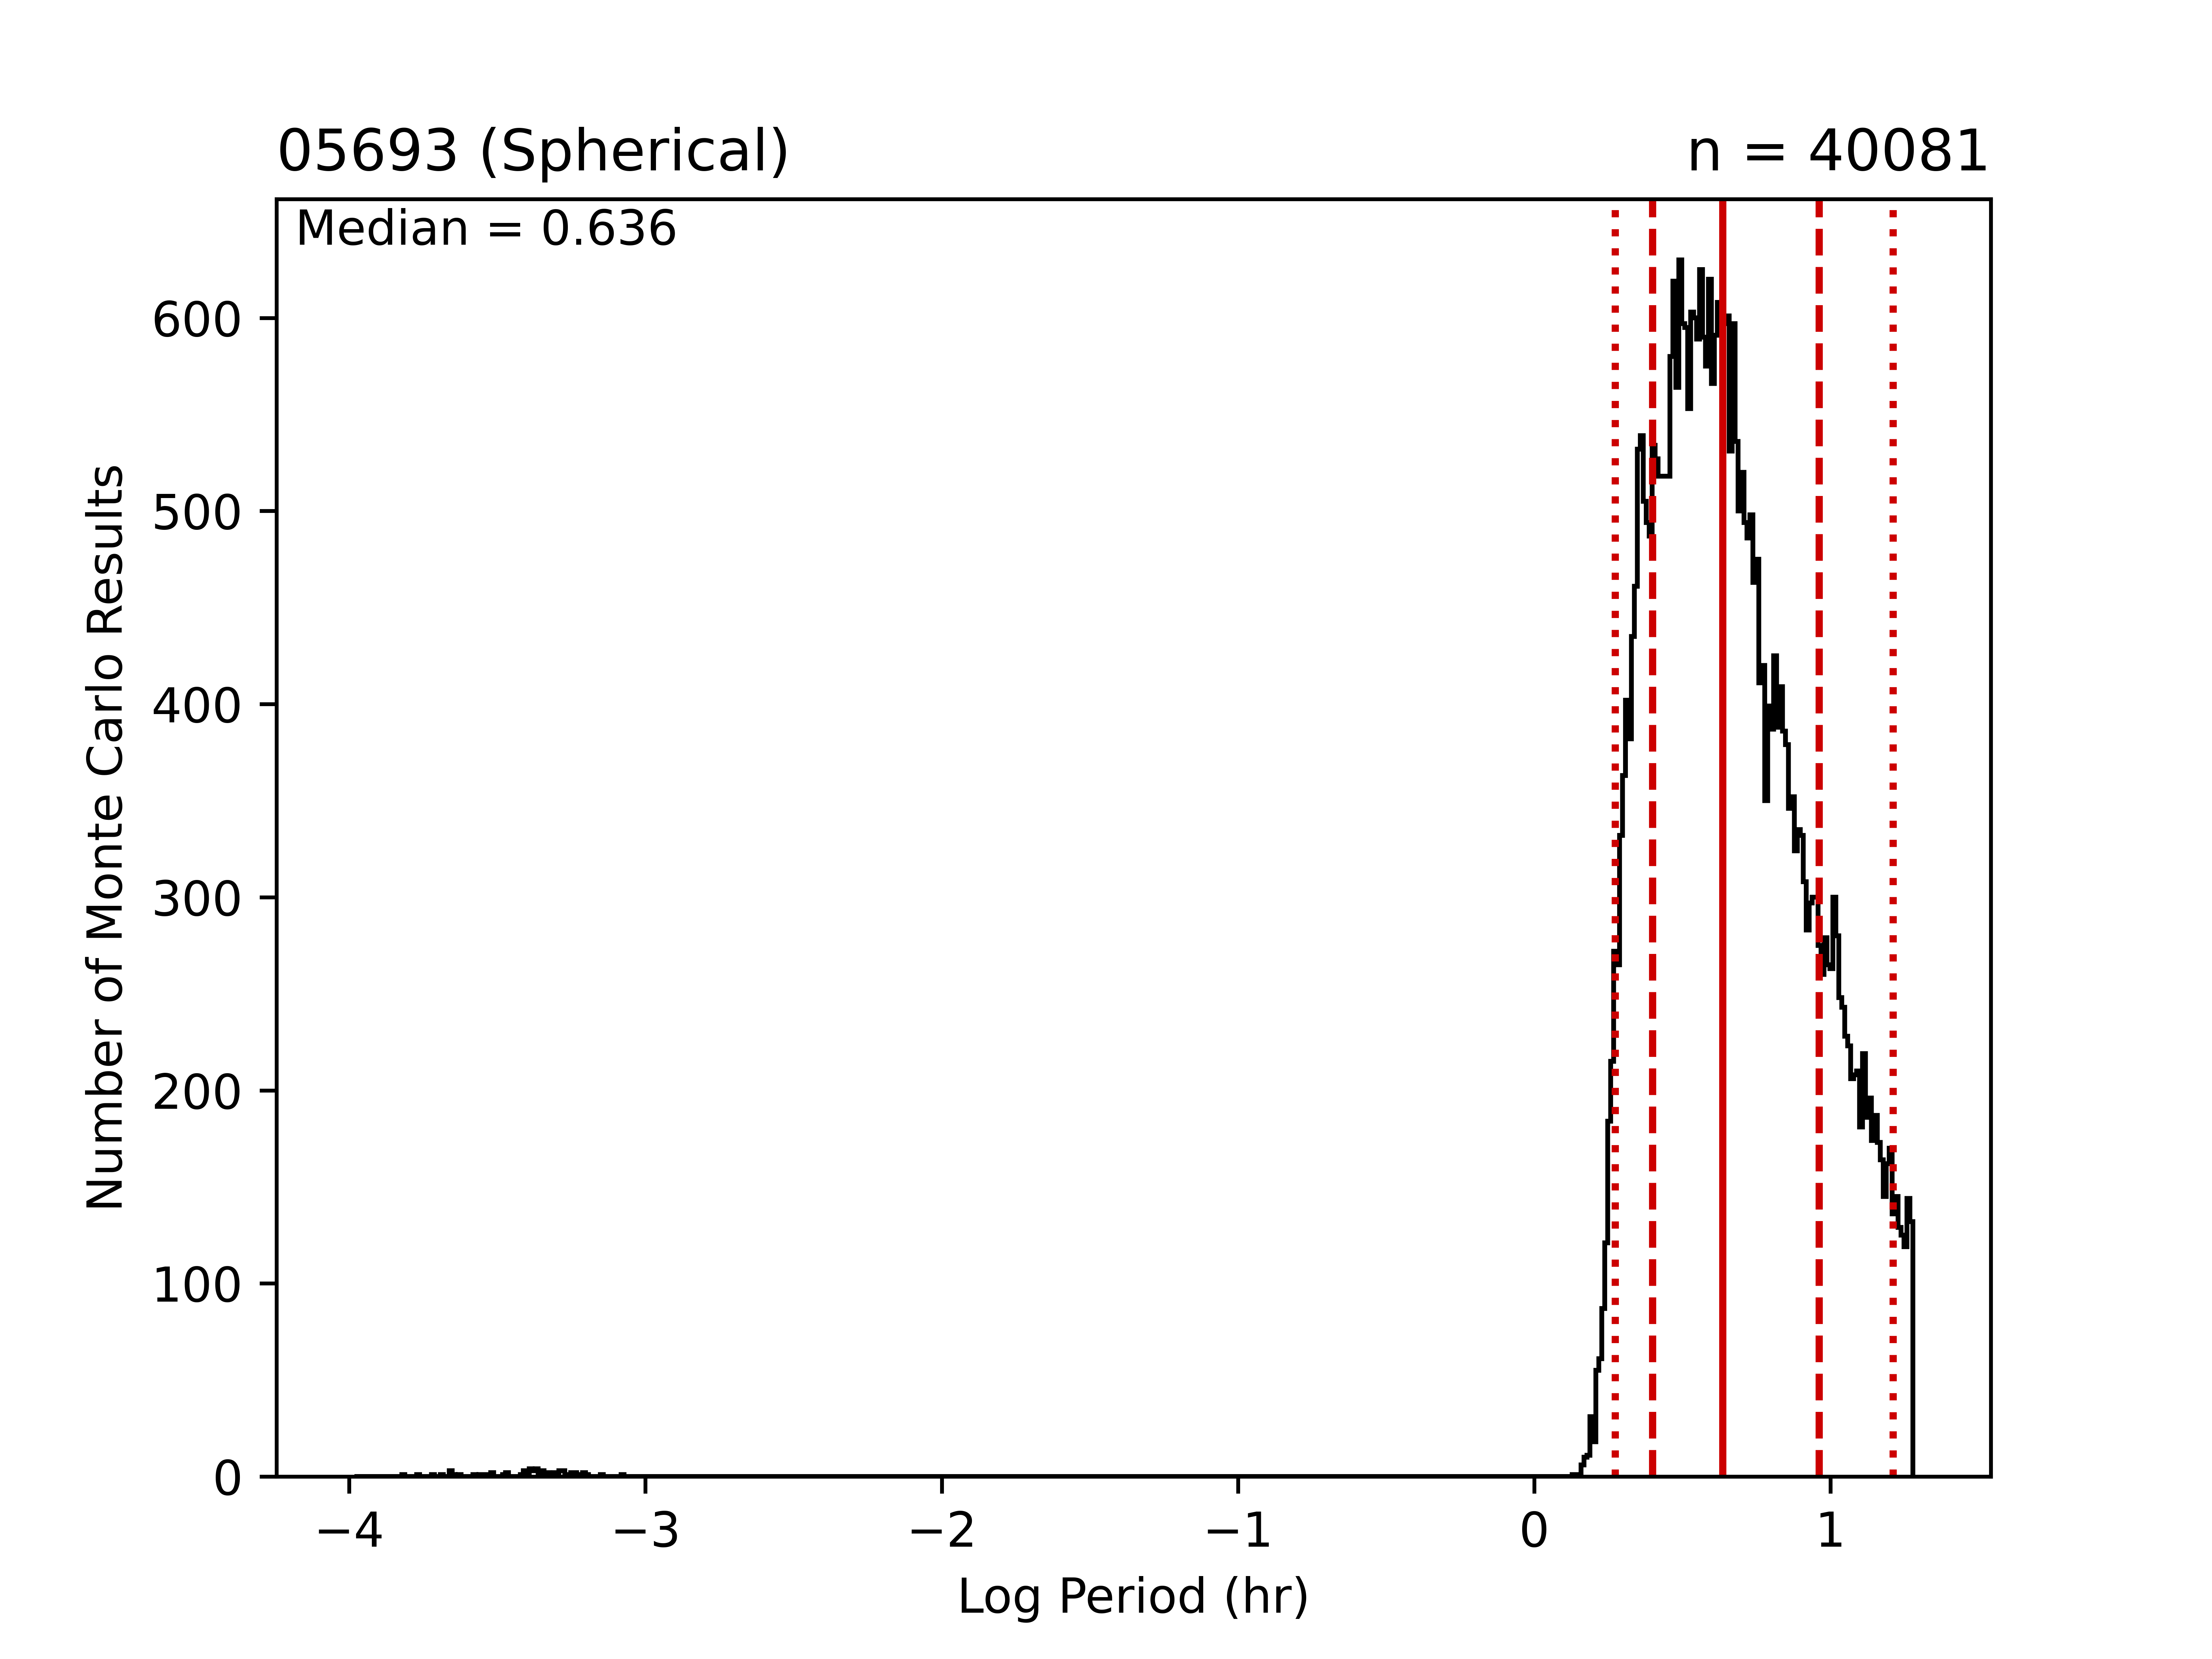 05693 (Spherical)
n = 40081
Median = 0.636
600
500
400
300
200
100
0
−4
−3
−2
−1
0
1
Number of Monte Carlo Results
Log Period (hr)